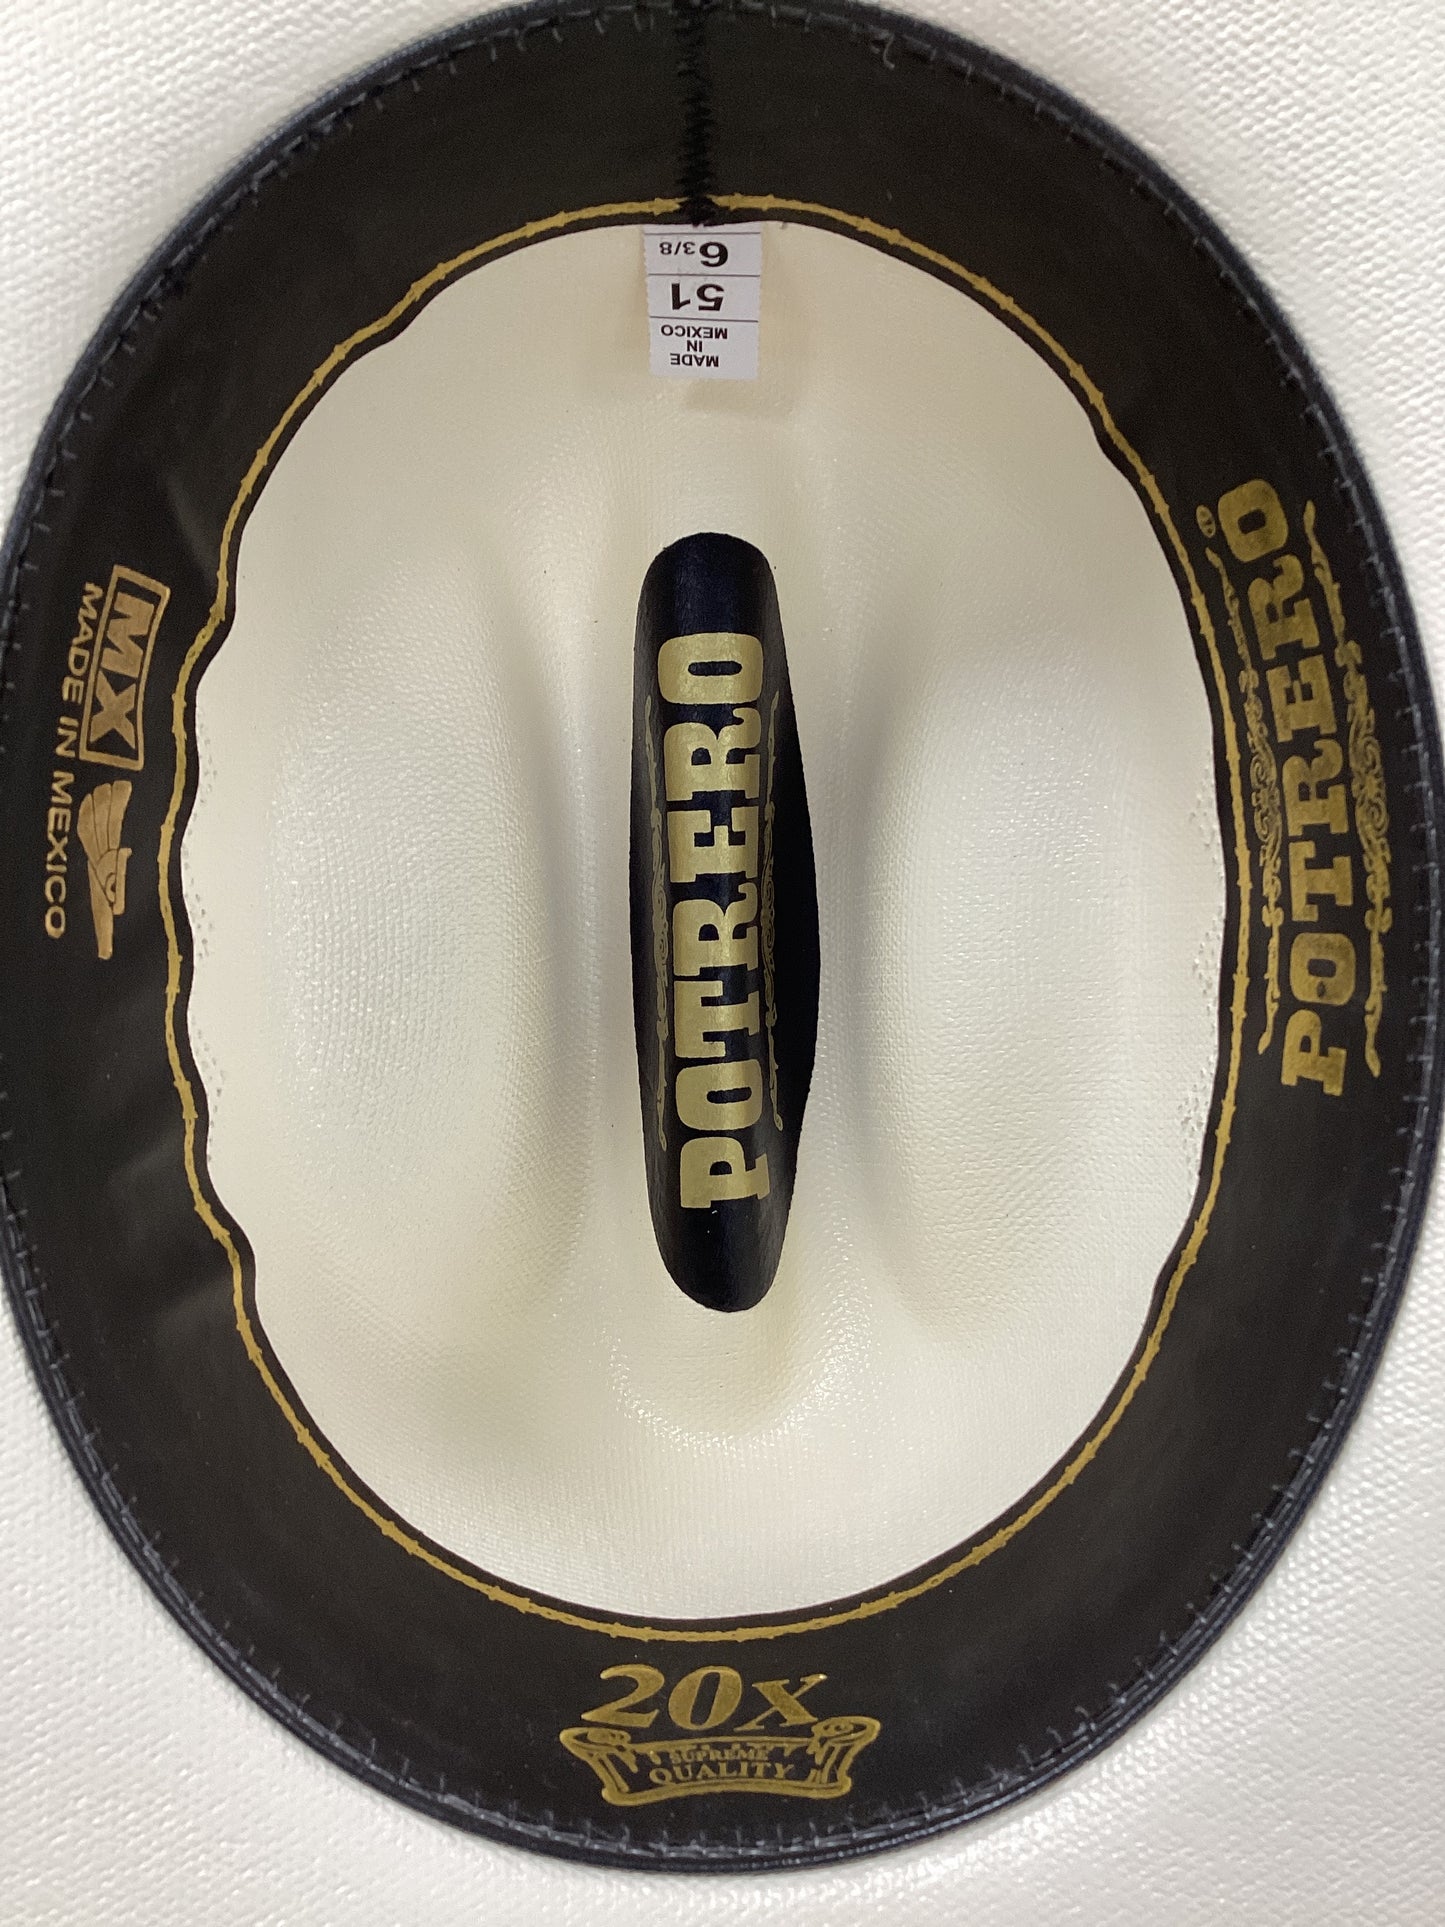 6 3/8
51
MADE
IN
MEXICO
POTRERO
POTRERO®
MX
MADE IN MEXICO
20X
SUPREME
QUALITY